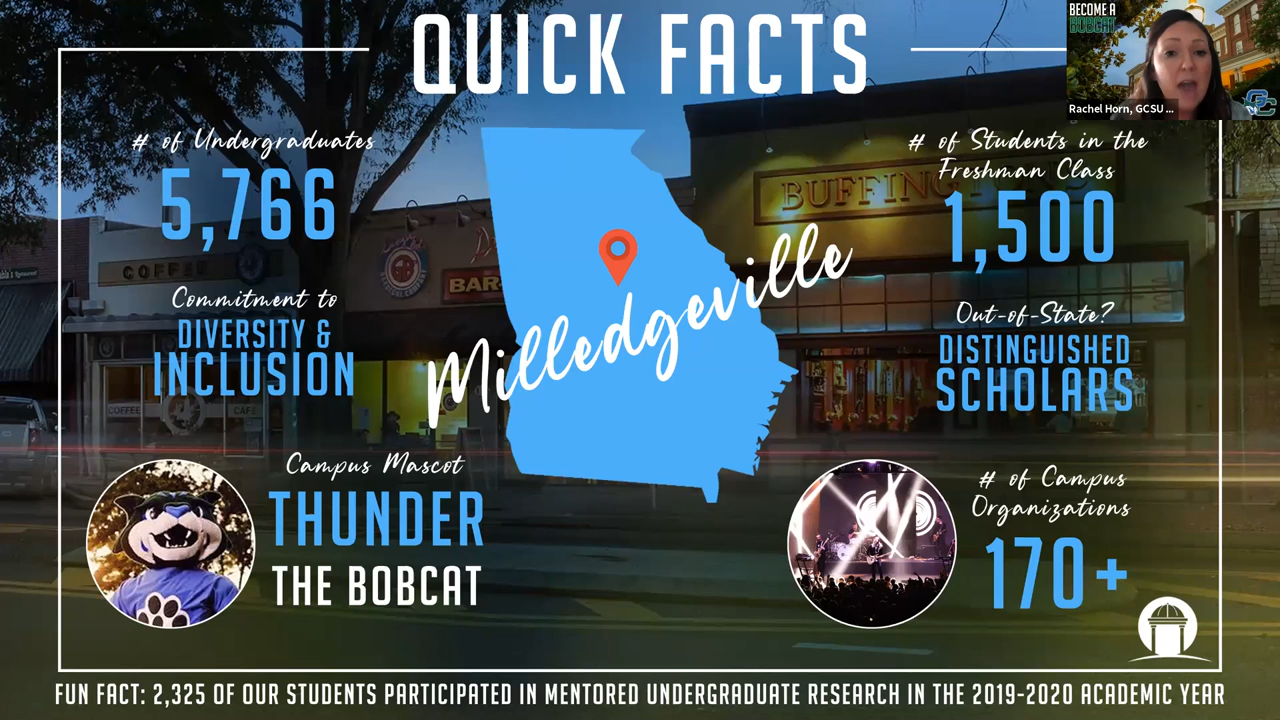 QUICK FACTS
BECOME A
BOBCAT
Rachel Horn, GCSU ...
GC
# of Undergraduates
5,766
Commitment to
DIVERSITY &
INCLUSION
Campus Mascot
THUNDER
THE BOBCAT
Milledgeville
# of Students in the
Freshman Class
1,500
Out-of-State?
DISTINGUISHED
SCHOLARS
# of Campus
Organizations
170+
COFFEE
BAR-
COFFEE
CAFE
FUN FACT: 2,325 OF OUR STUDENTS PARTICIPATED IN MENTORED UNDERGRADUATE RESEARCH IN THE 2019-2020 ACADEMIC YEAR